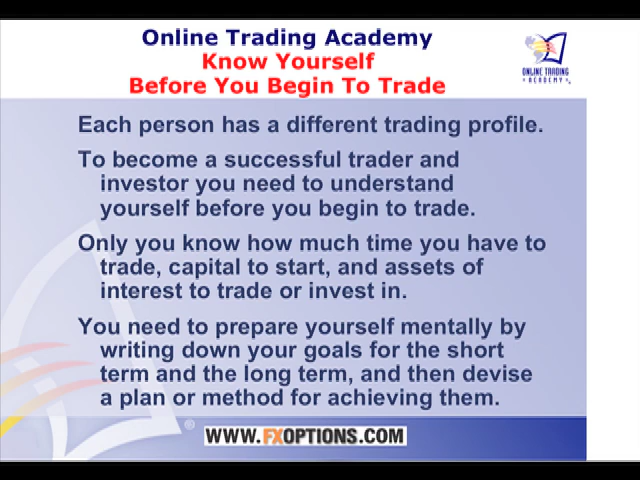 Online Trading Academy
Know Yourself
Before You Begin To Trade
ONLINE TRADING
ACADEMY
Each person has a different trading profile.
To become a successful trader and
investor you need to understand
yourself before you begin to trade.
Only you know how much time you have to
trade, capital to start, and assets of
interest to trade or invest in.
You need to prepare yourself mentally by
writing down your goals for the short
term and the long term, and then devise
a plan or method for achieving them.
®
WWW.FXOPTIONS.COM